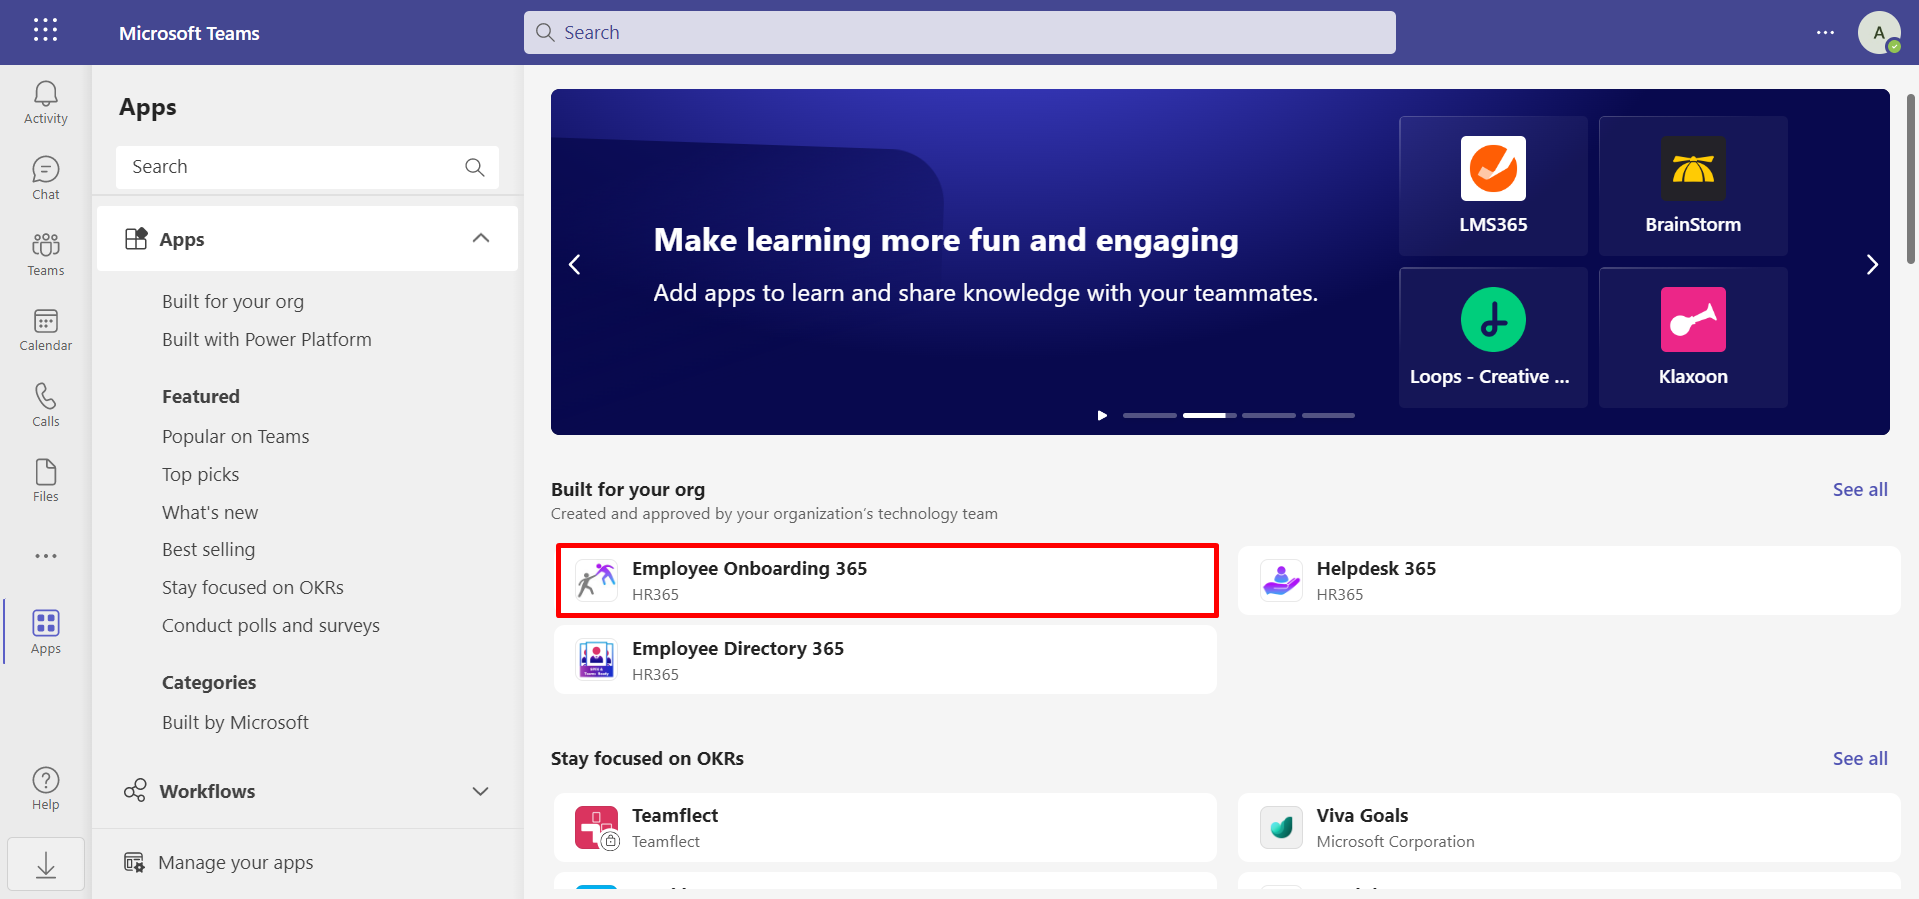 Microsoft Teams
Search
A
Activity
Chat
Teams
Calendar
Calls
Files
Apps
Help
Apps
Search
Apps
Built for your org
Built with Power Platform
Featured
Popular on Teams
Top picks
What's new
Best selling
Stay focused on OKRs
Conduct polls and surveys
Categories
Built by Microsoft
Workflows
Manage your apps
Make learning more fun and engaging
Add apps to learn and share knowledge with your teammates.
LMS365
BrainStorm
Loops - Creative ...
Klaxoon
Built for your org
See all
Created and approved by your organization's technology team
Employee Onboarding 365
HR365
Helpdesk 365
HR365
Employee Directory 365
HR365
Stay focused on OKRs
See all
Teamflect
Teamflect
Viva Goals
Microsoft Corporation